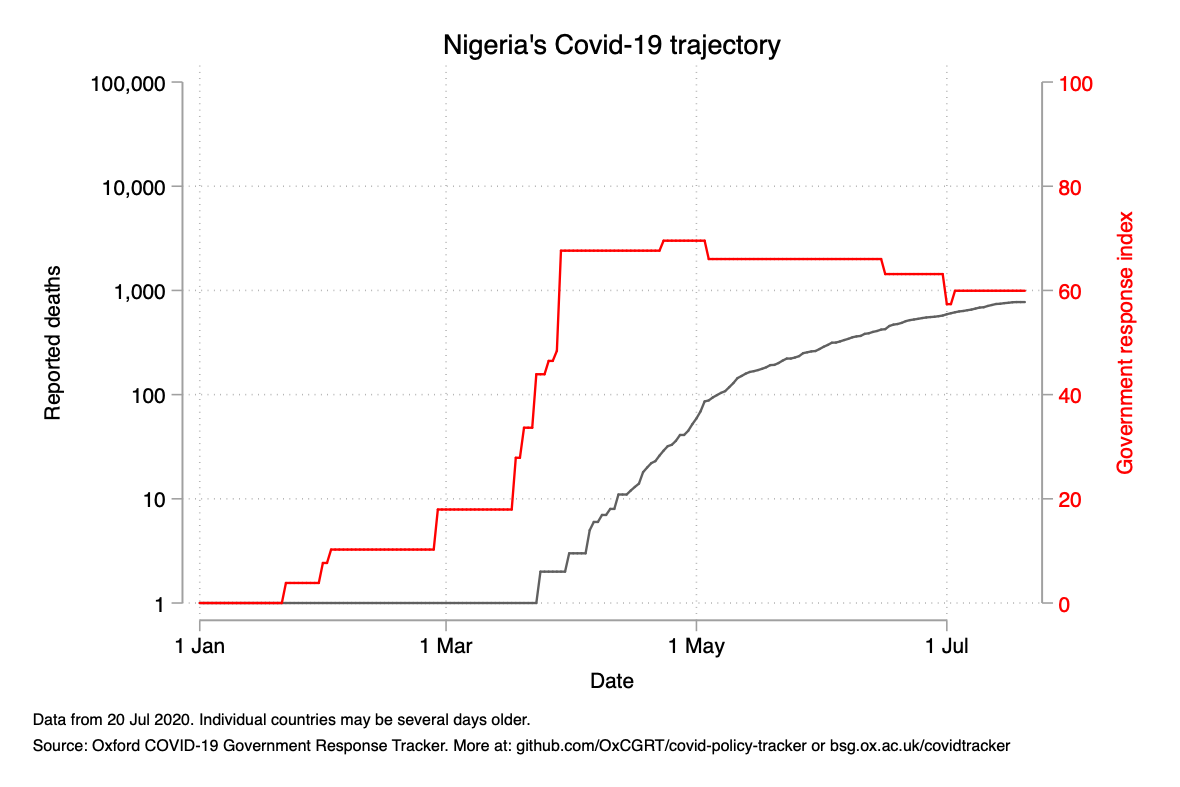 Nigeria's Covid-19 trajectory
100,000
10,000
1,000
100
10
1
Reported deaths
100
80
60
40
20
0
Government response index
1 Jan
1 Mar
1 May
1 Jul
Date
Data from 20 Jul 2020. Individual countries may be several days older.
Source: Oxford COVID-19 Government Response Tracker. More at: github.com/OxCGRT/covid-policy-tracker or bsg.ox.ac.uk/covidtracker